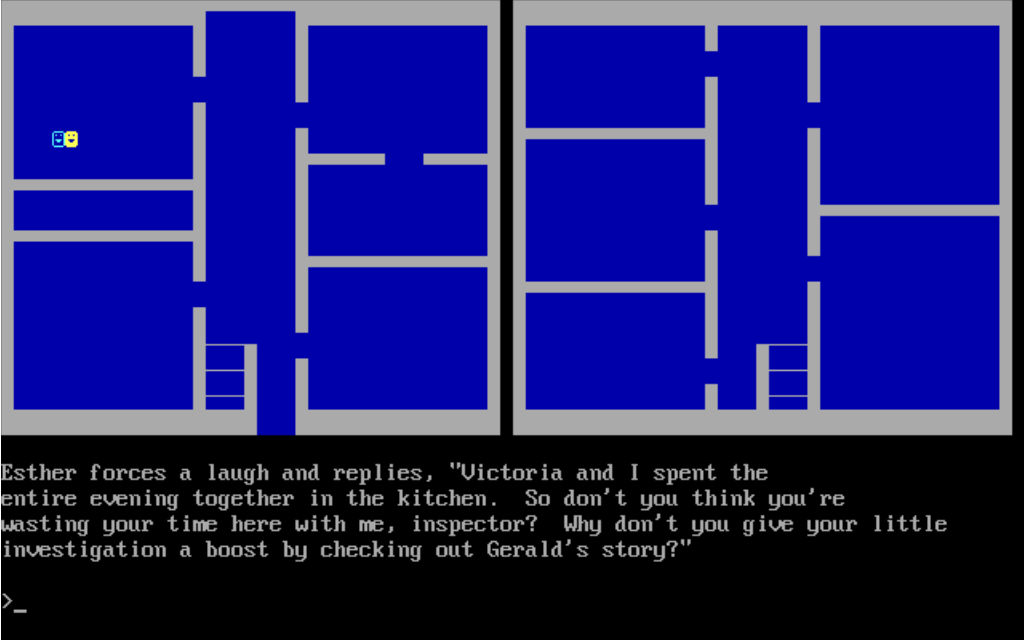 Esther forces a laugh and replies, "Victoria and I spent the
entire evening together in the kitchen.  So don't you think you're
wasting your time here with me, inspector?  Why don't you give your little
investigation a boost by checking out Gerald's story?"
>_